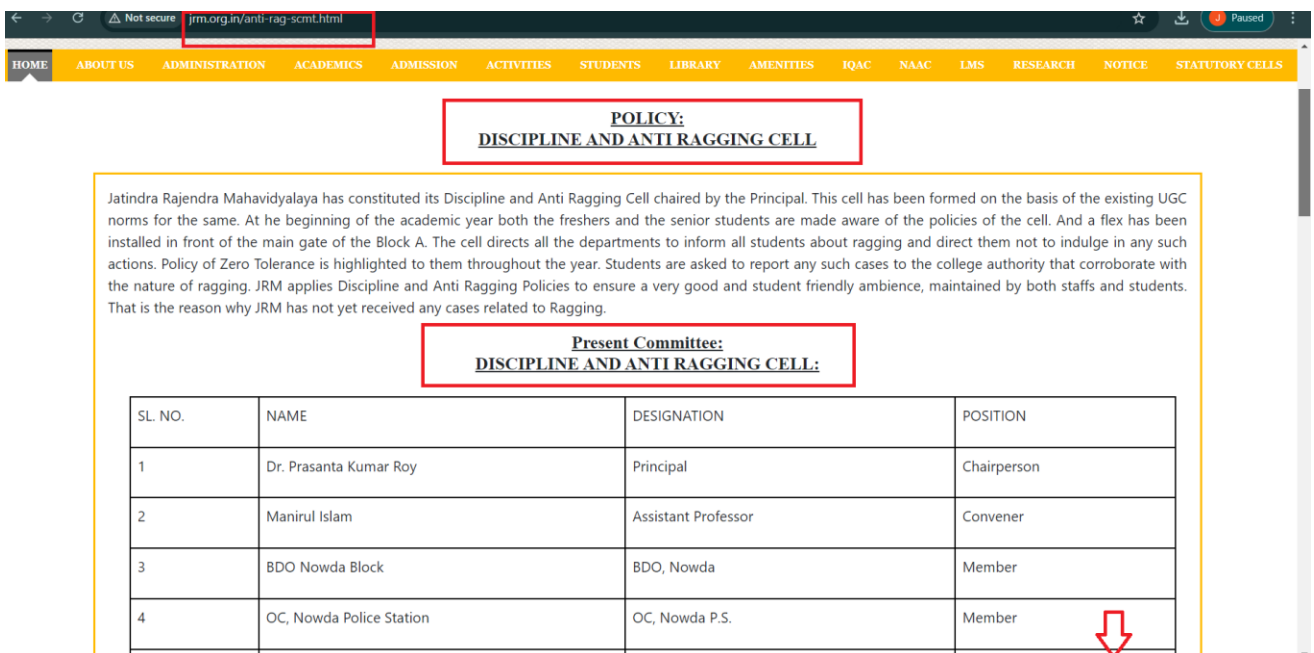 Not secure jrm.org.in/anti-rag-scmt.html J Paused
HOME ABOUT US ADMINISTRATION ACADEMICS ADMISSION ACTIVITIES STUDENTS LIBRARY AMENITIES IQAC NAAC LMS RESEARCH NOTICE STATUTORY CELLS
POLICY:
DISCIPLINE AND ANTI RAGGING CELL
Jatindra Rajendra Mahavidyalaya has constituted its Discipline and Anti Ragging Cell chaired by the Principal. This cell has been formed on the basis of the existing UGC
norms for the same. At he beginning of the academic year both the freshers and the senior students are made aware of the policies of the cell. And a flex has been
installed in front of the main gate of the Block A. The cell directs all the departments to inform all students about ragging and direct them not to indulge in any such
actions. Policy of Zero Tolerance is highlighted to them throughout the year. Students are asked to report any such cases to the college authority that corroborate with
the nature of ragging. JRM applies Discipline and Anti Ragging Policies to ensure a very good and student friendly ambience, maintained by both staffs and students.
That is the reason why JRM has not yet received any cases related to Ragging.
Present Committee:
DISCIPLINE AND ANTI RAGGING CELL:
SL. NO. NAME DESIGNATION POSITION
1 Dr. Prasanta Kumar Roy Principal Chairperson
2 Manirul Islam Assistant Professor Convener
3 BDO Nowda Block BDO, Nowda Member
4 OC, Nowda Police Station OC, Nowda P.S. Member